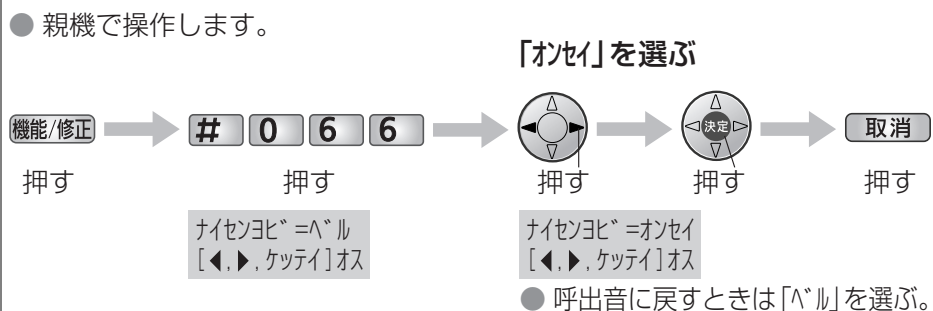 ● 親機で操作します。
「オンセイ」を選ぶ
機能/修正 # 0 6 6 決定 取消
押す 押す 押す 押す 押す
ナイセンヨビ゛=ベ゛ル ナイセンヨビ゛=オンセイ
[◀,▶,ケッテイ]オス [◀,▶,ケッテイ]オス
● 呼出音に戻すときは「ベル」を選ぶ。